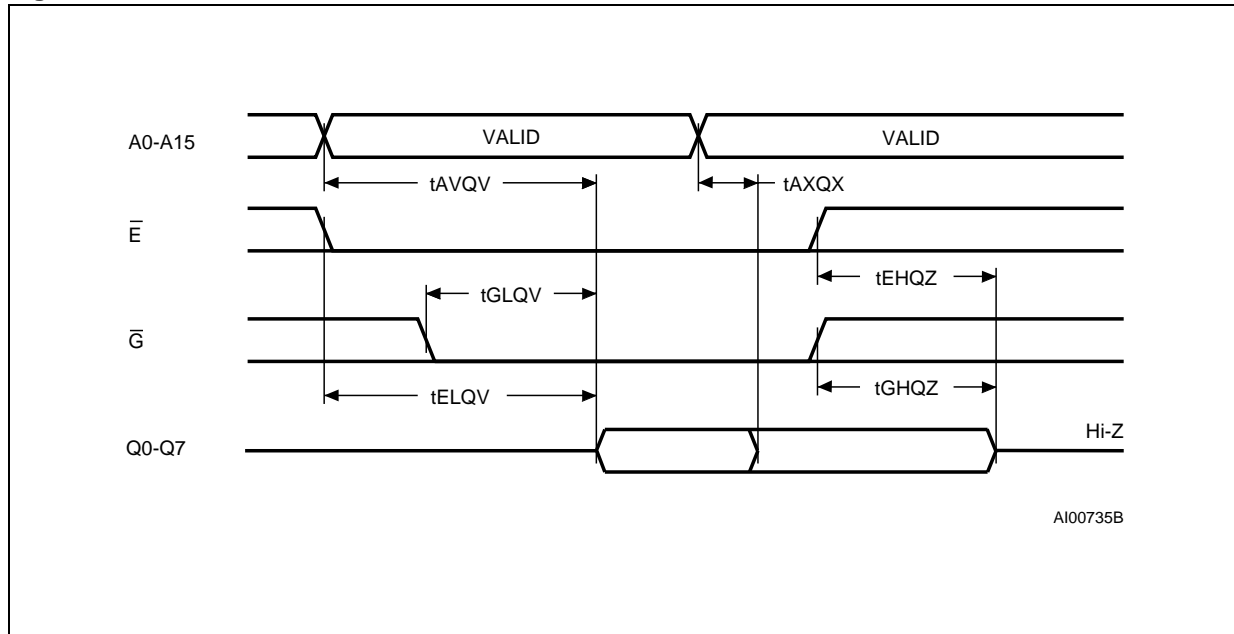 A0-A15
VALID
VALID
tAVQV
tAXQX
E̅
tEHQZ
tGLQV
G̅
tELQV
tGHQZ
Q0-Q7
Hi-Z
AI00735B